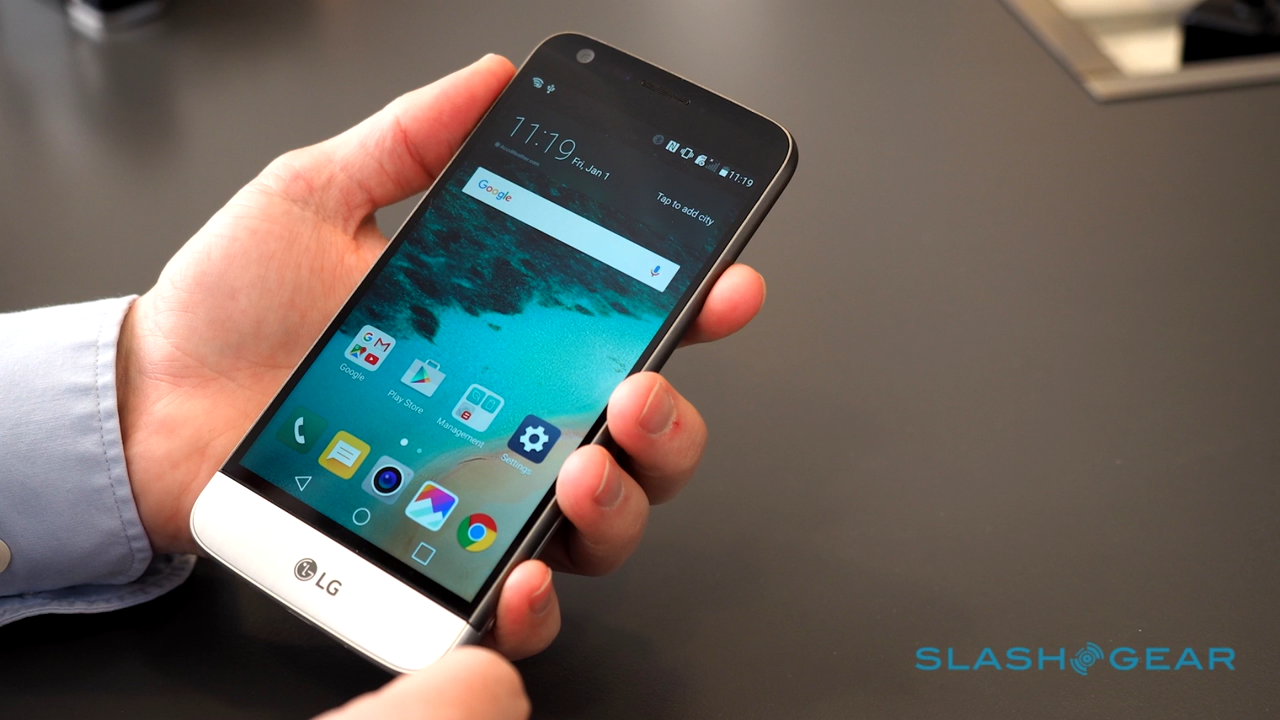 11:19
Fri, Jan 1
11:19
Tap to add city
Google
Google
Play Store
Management
Settings
LG
SLASHGEAR